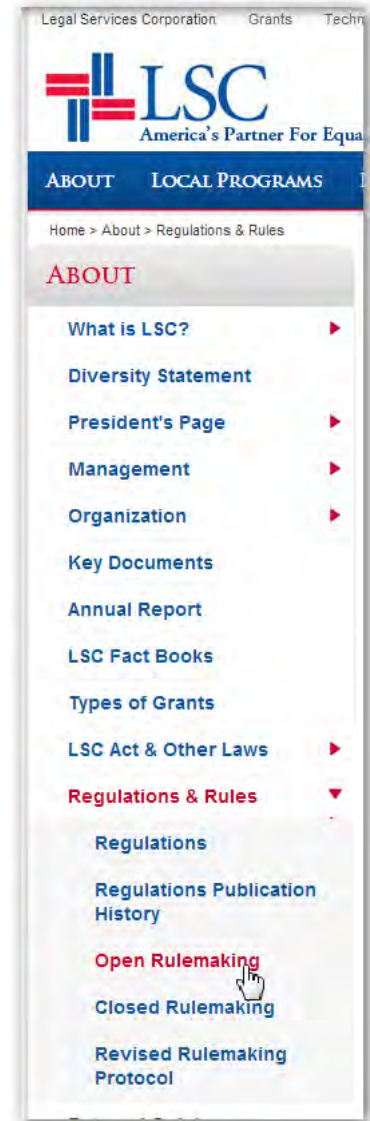 Legal Services Corporation Grants
LSC
America's Partner For
ABOUT LOCAL PROGRAMS
Home > About > Regulations & Rules
ABOUT
What is LSC?
Diversity Statement
President's Page
Management
Organization
Key Documents
Annual Report
LSC Fact Books
Types of Grants
LSC Act & Other Laws
Regulations & Rules
Regulations
Regulations Publication
History
Open Rulemaking
Closed Rulemaking
Revised Rulemaking
Protocol